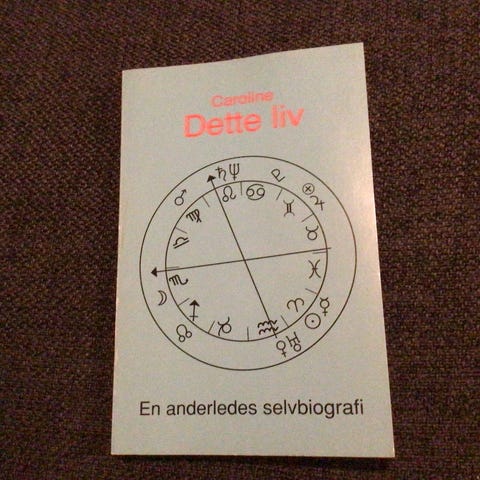 Caroline
Dette liv
En anderledes selvbiografi